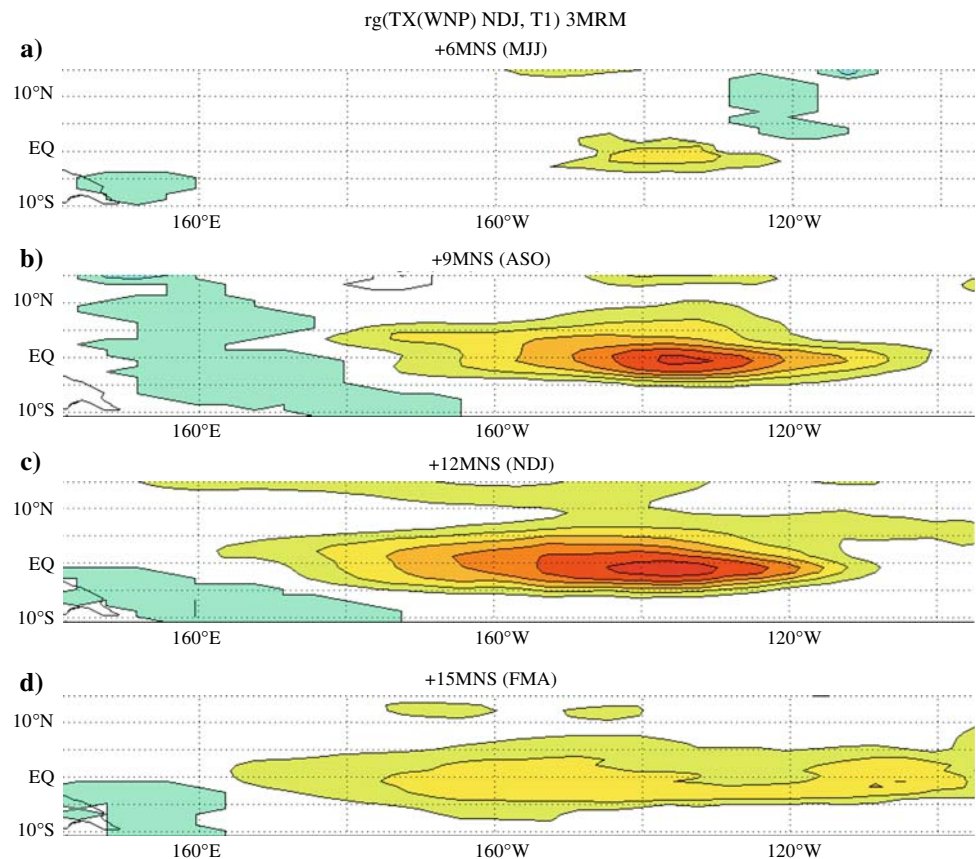 rg(TX(WNP) NDJ, T1) 3MRM
a)
+6MNS (MJJ)
10°N
EQ
10°S
160°E
160°W
120°W
b)
+9MNS (ASO)
10°N
EQ
10°S
160°E
160°W
120°W
c)
+12MNS (NDJ)
10°N
EQ
10°S
160°E
160°W
120°W
d)
+15MNS (FMA)
10°N
EQ
10°S
160°E
160°W
120°W